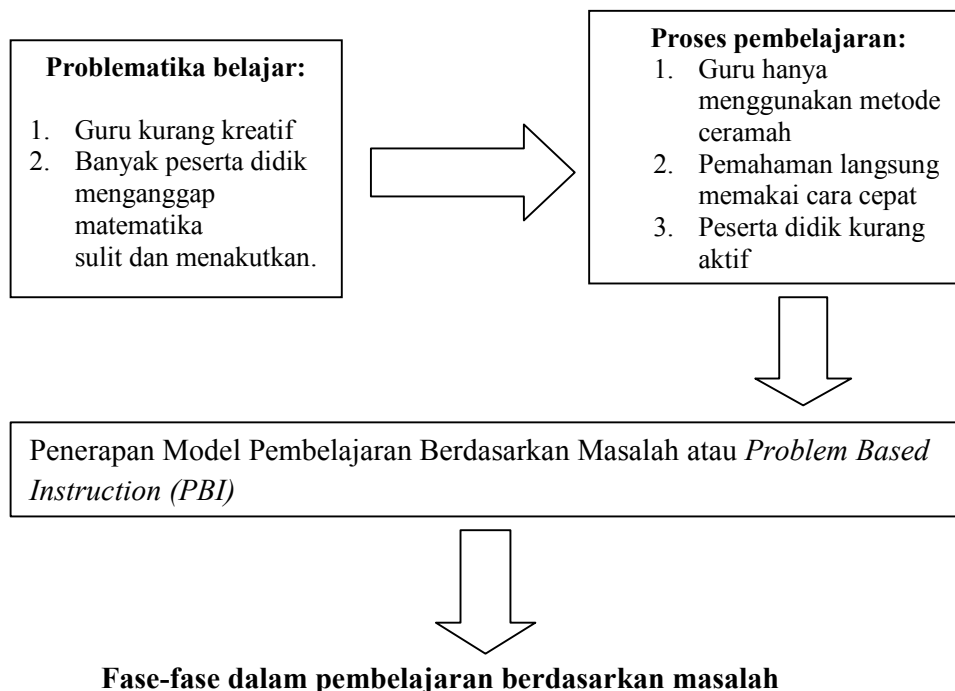 Problematika belajar:
1. Guru kurang kreatif
2. Banyak peserta didik
menganggap
matematika
sulit dan menakutkan.
Proses pembelajaran:
1. Guru hanya
menggunakan metode
ceramah
2. Pemahaman langsung
memakai cara cepat
3. Peserta didik kurang
aktif
Penerapan Model Pembelajaran Berdasarkan Masalah atau Problem Based
Instruction (PBI)
Fase-fase dalam pembelajaran berdasarkan masalah